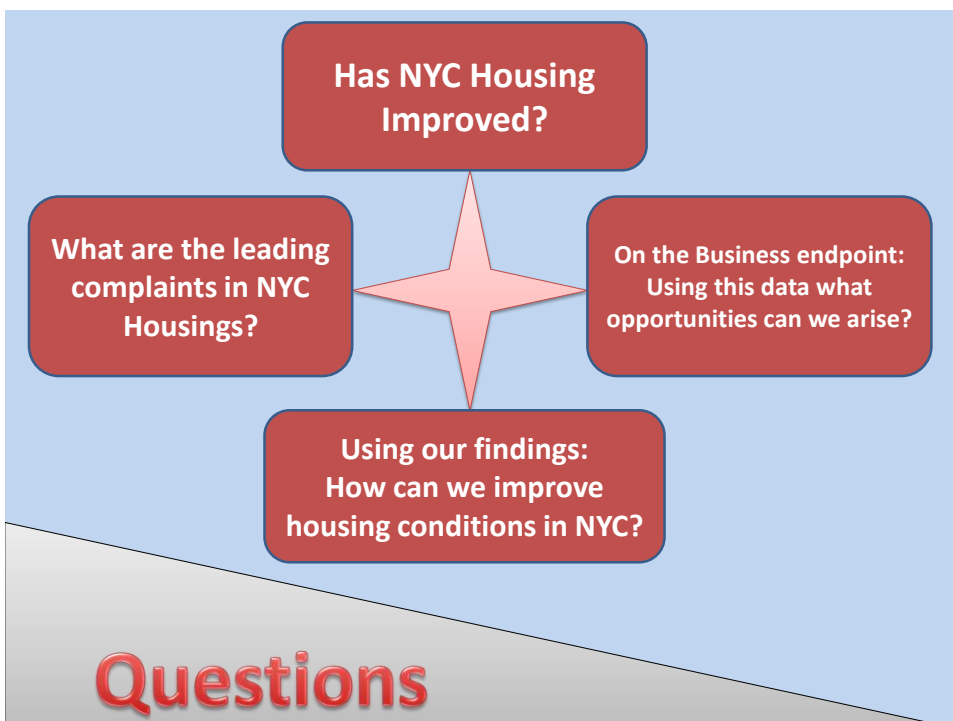 Has NYC Housing
Improved?
What are the leading
complaints in NYC
Housings?
On the Business endpoint:
Using this data what
opportunities can we arise?
Using our findings:
How can we improve
housing conditions in NYC?
Questions